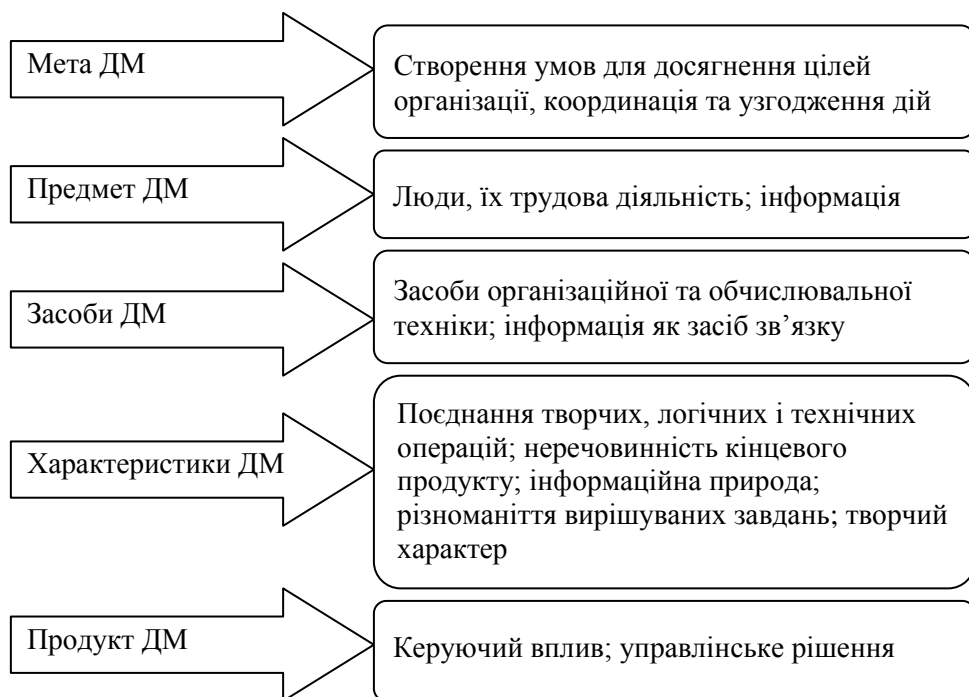 Мета ДМ
Створення умов для досягнення цілей
організації, координація та узгодження дій
Предмет ДМ
Люди, їх трудова діяльність; інформація
Засоби ДМ
Засоби організаційної та обчислювальної
техніки; інформація як засіб зв’язку
Характеристики ДМ
Поєднання творчих, логічних і технічних
операцій; неречовинність кінцевого
продукту; інформаційна природа;
різноманіття вирішуваних завдань; творчий
характер
Продукт ДМ
Керуючий вплив; управлінське рішення